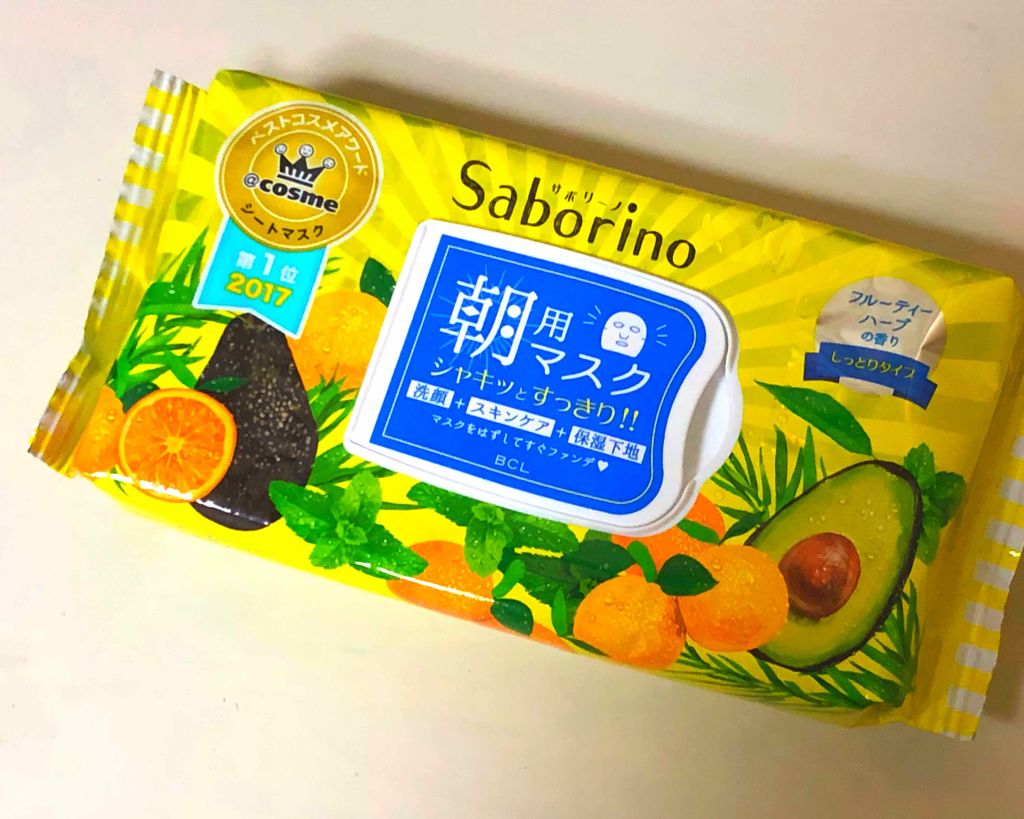 ベストコスメアワード
@cosme
シートマスク
第1位
2017
サボリーノ
Saborino
朝用マスク
シャキッとすっきり!!
洗顔+スキンケア+保湿下地
マスクをはずしてすぐファンデ♥
BCL
フルーティー
ハーブ
の香り
しっとりタイプ